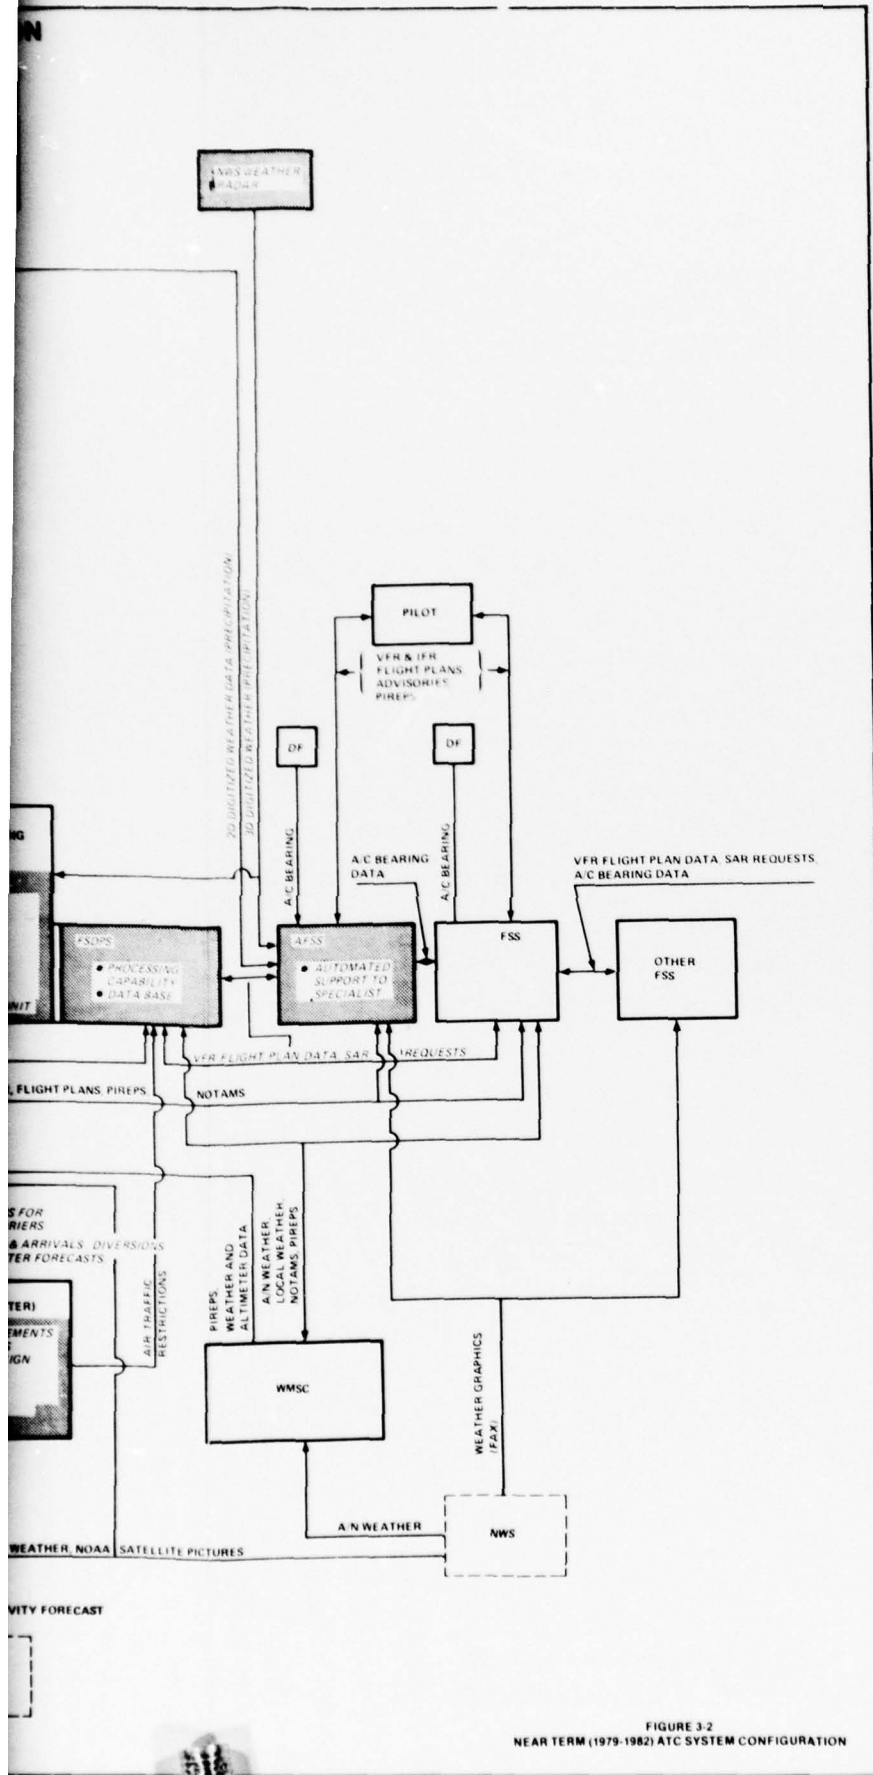 N
NWS WEATHER
RADAR
2D DIGITIZED WEATHER DATA (PRECIPITATION)
3D DIGITIZED WEATHER (PRECIPITATION)
PILOT
VFR & IFR
FLIGHT PLANS
ADVISORIES
PIREPS
DF
DF
A/C BEARING
A/C BEARING
DATA
A/C BEARING
VFR FLIGHT PLAN DATA, SAR REQUESTS,
A/C BEARING DATA
NG
FSDPS
• PROCESSING
CAPABILITY
• DATA BASE
AFSS
• AUTOMATED
SUPPORT TO
SPECIALIST
FSS
OTHER
FSS
NIT
VFR FLIGHT PLAN DATA, SAR REQUESTS
, FLIGHT PLANS, PIREPS, NOTAMS
S FOR
RIERS
& ARRIVALS, DIVERSIONS
TER FORECASTS
AIR TRAFFIC
RESTRICTIONS
PIREPS,
WEATHER AND
ALTIMETER DATA
A/N WEATHER,
LOCAL WEATHER,
NOTAMS, PIREPS
TER)
EMENTS
S
IGN
WMSC
WEATHER GRAPHICS
(FAX)
A/N WEATHER
NWS
WEATHER, NOAA SATELLITE PICTURES
VITY FORECAST
FIGURE 3-2
NEAR TERM (1979-1982) ATC SYSTEM CONFIGURATION